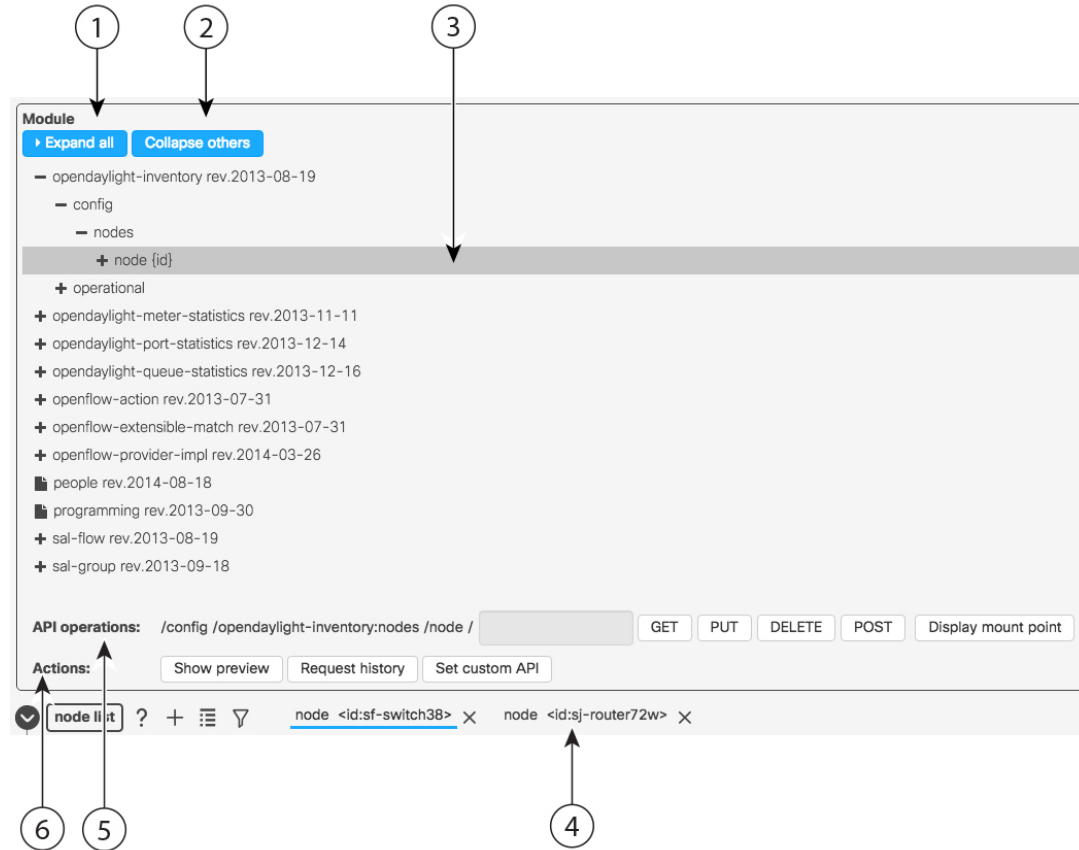 1 2 3
Module
Expand all Collapse others
opendaylight-inventory rev.2013-08-19
config
nodes
node {id}
operational
opendaylight-meter-statistics rev.2013-11-11
opendaylight-port-statistics rev.2013-12-14
opendaylight-queue-statistics rev.2013-12-16
openflow-action rev.2013-07-31
openflow-extensible-match rev.2013-07-31
openflow-provider-impl rev.2014-03-26
people rev.2014-08-18
programming rev.2013-09-30
sal-flow rev.2013-08-19
sal-group rev.2013-09-18
API operations: /config /opendaylight-inventory:nodes /node / GET PUT DELETE POST Display mount point
Actions: Show preview Request history Set custom API
node list ? node <id:sf-switch38> node <id:sj-router72w>
6 5 4